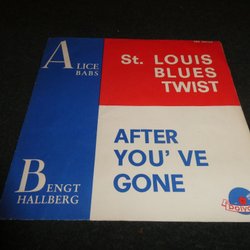 ALICE
BABS
St. LOUIS
BLUES
TWIST
BENGT
HALLBERG
AFTER
YOU'VE
GONE